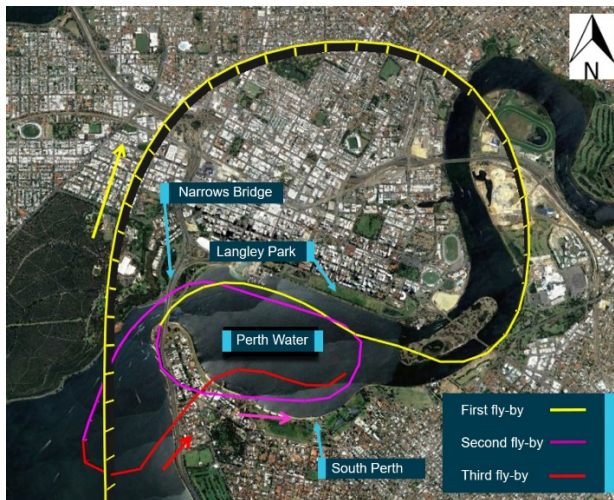 N
Narrows Bridge
Langley Park
Perth Water
South Perth
First fly-by
Second fly-by
Third fly-by